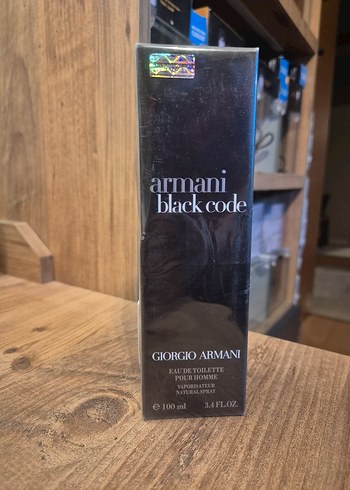 armani
black code
GIORGIO ARMANI
EAU DE TOILETTE
POUR HOMME
VAPORISATEUR
NATURAL SPRAY
℮ 100 ml 3.4 FL.OZ.